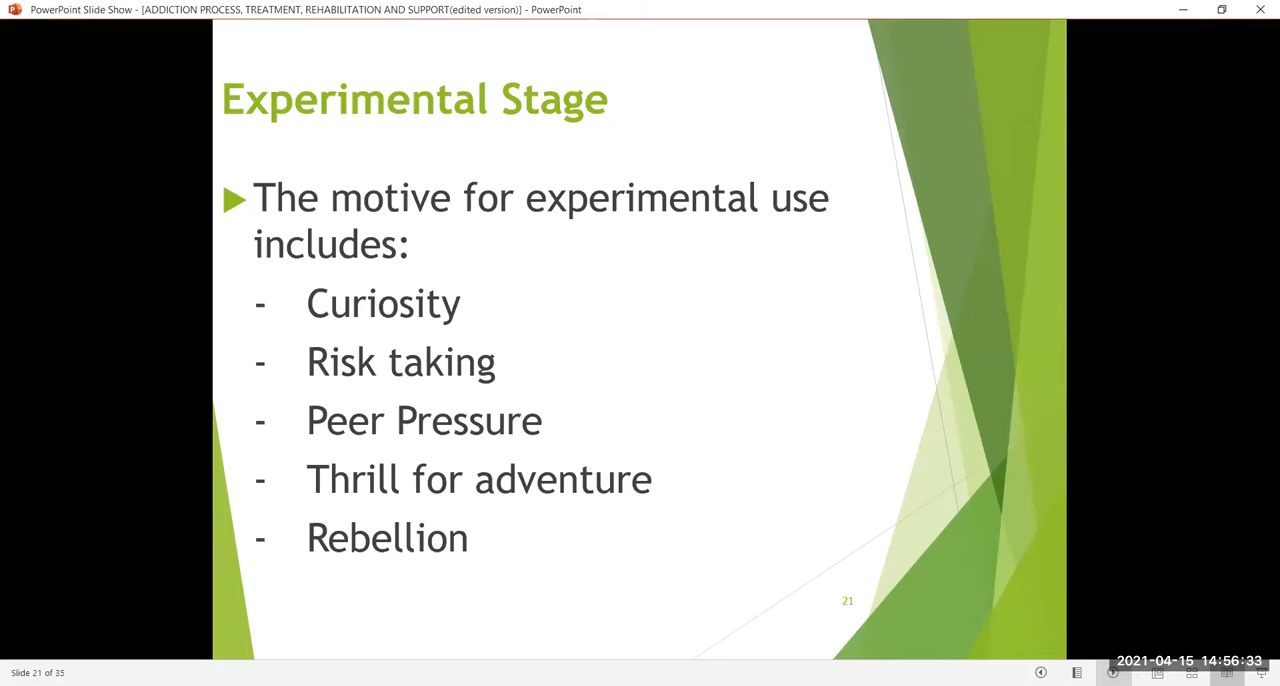 PowerPoint Slide Show - [ADDICTION PROCESS, TREATMENT, REHABILITATION AND SUPPORT(edited version)] - PowerPoint
Experimental Stage
The motive for experimental use
includes:
- Curiosity
- Risk taking
- Peer Pressure
- Thrill for adventure
- Rebellion
21
2021-04-15 14:56:33
Slide 21 of 35